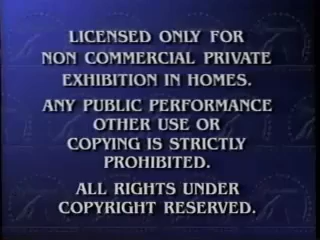 LICENSED ONLY FOR
NON COMMERCIAL PRIVATE
EXHIBITION IN HOMES.
ANY PUBLIC PERFORMANCE
OTHER USE OR
COPYING IS STRICTLY
PROHIBITED.
ALL RIGHTS UNDER
COPYRIGHT RESERVED.